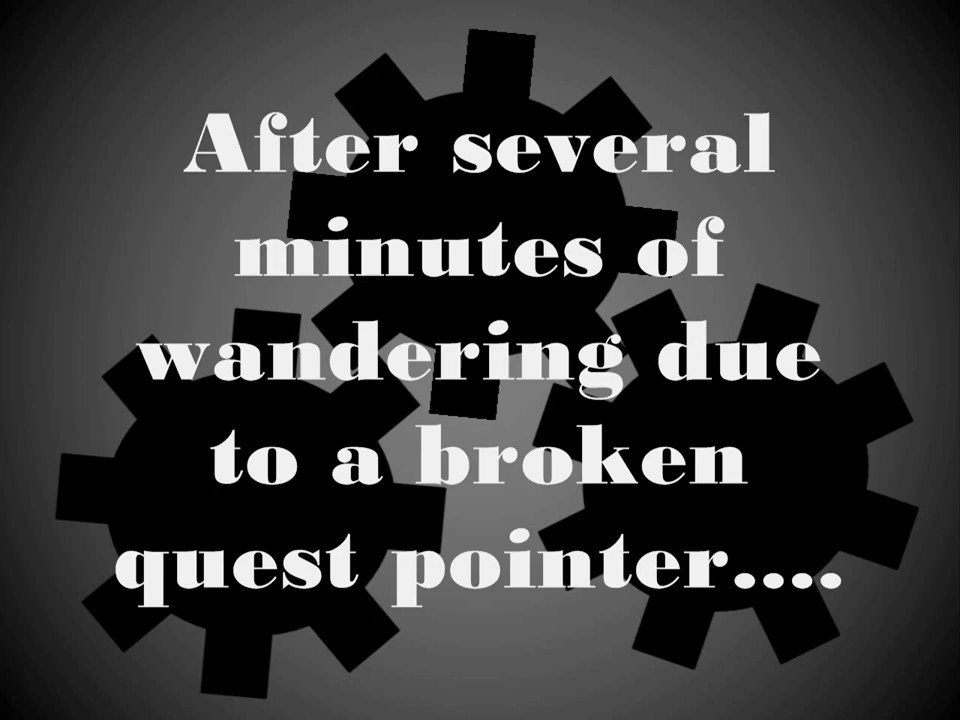 After several
minutes of
wandering due
to a broken
quest pointer....